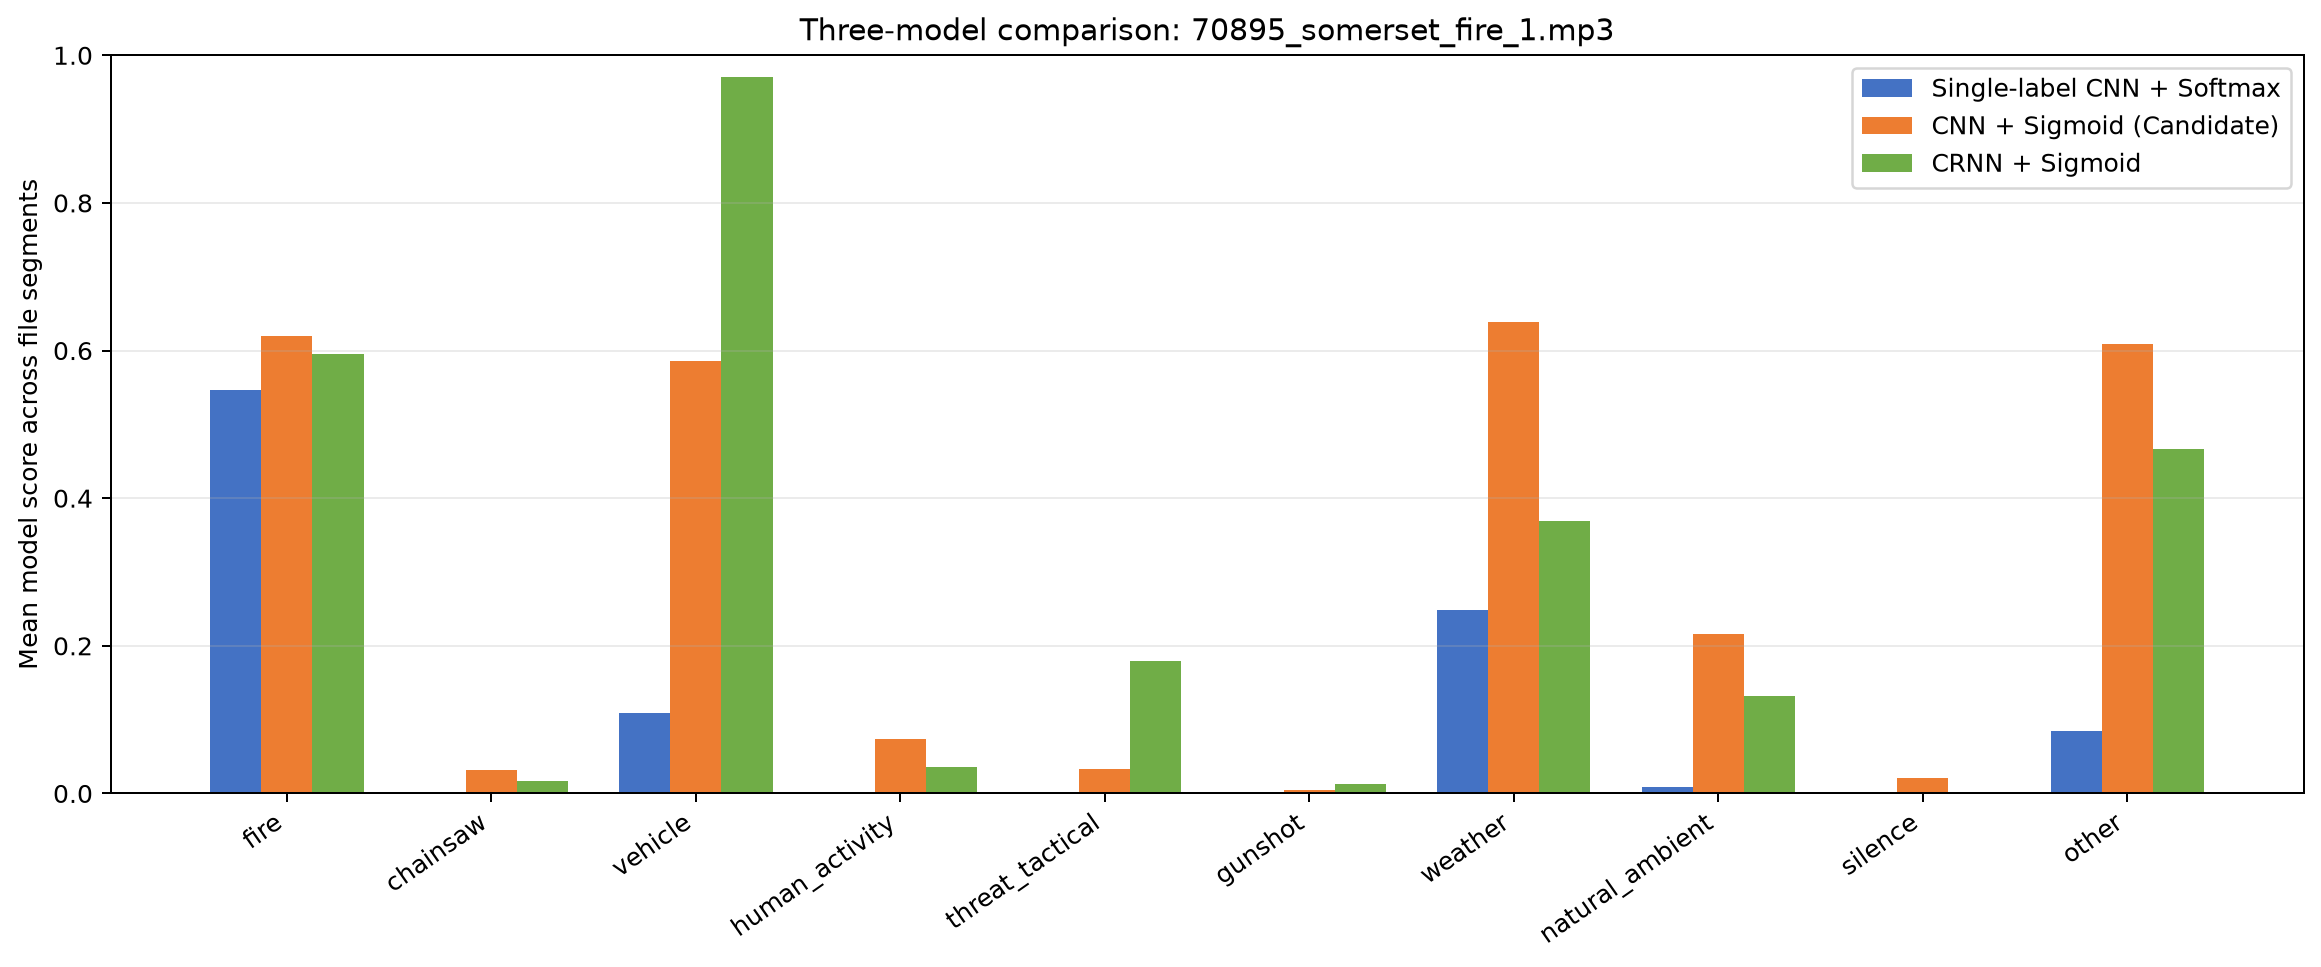 Three-model comparison: 70895_somerset_fire_1.mp3
Mean model score across file segments
1.0
0.8
0.6
0.4
0.2
0.0
Single-label CNN + Softmax
CNN + Sigmoid (Candidate)
CRNN + Sigmoid
fire
chainsaw
vehicle
human_activity
threat_tactical
gunshot
weather
natural_ambient
silence
other